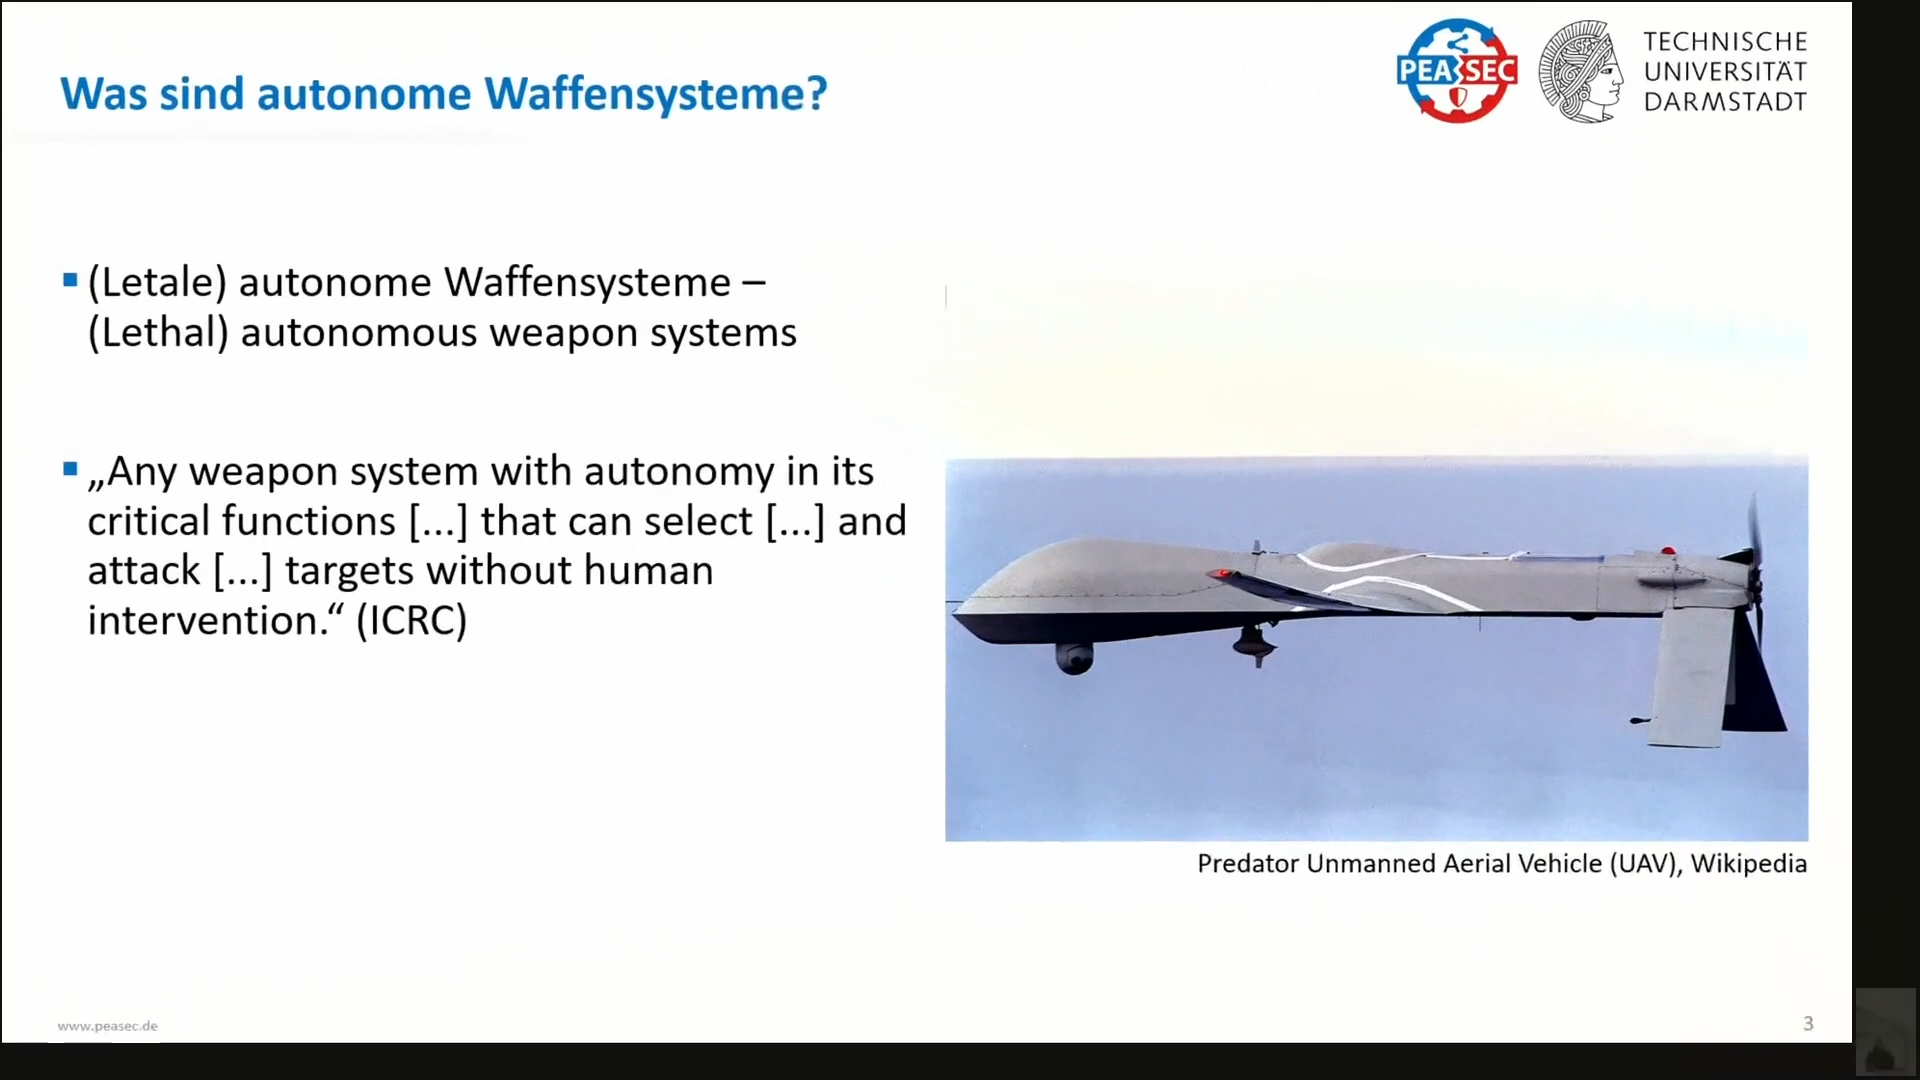 Was sind autonome Waffensysteme?
PEASEC
TECHNISCHE
UNIVERSITÄT
DARMSTADT
(Letale) autonome Waffensysteme –
(Lethal) autonomous weapon systems
„Any weapon system with autonomy in its
critical functions [...] that can select [...] and
attack [...] targets without human
intervention.“ (ICRC)
Predator Unmanned Aerial Vehicle (UAV), Wikipedia
www.peasec.de
3